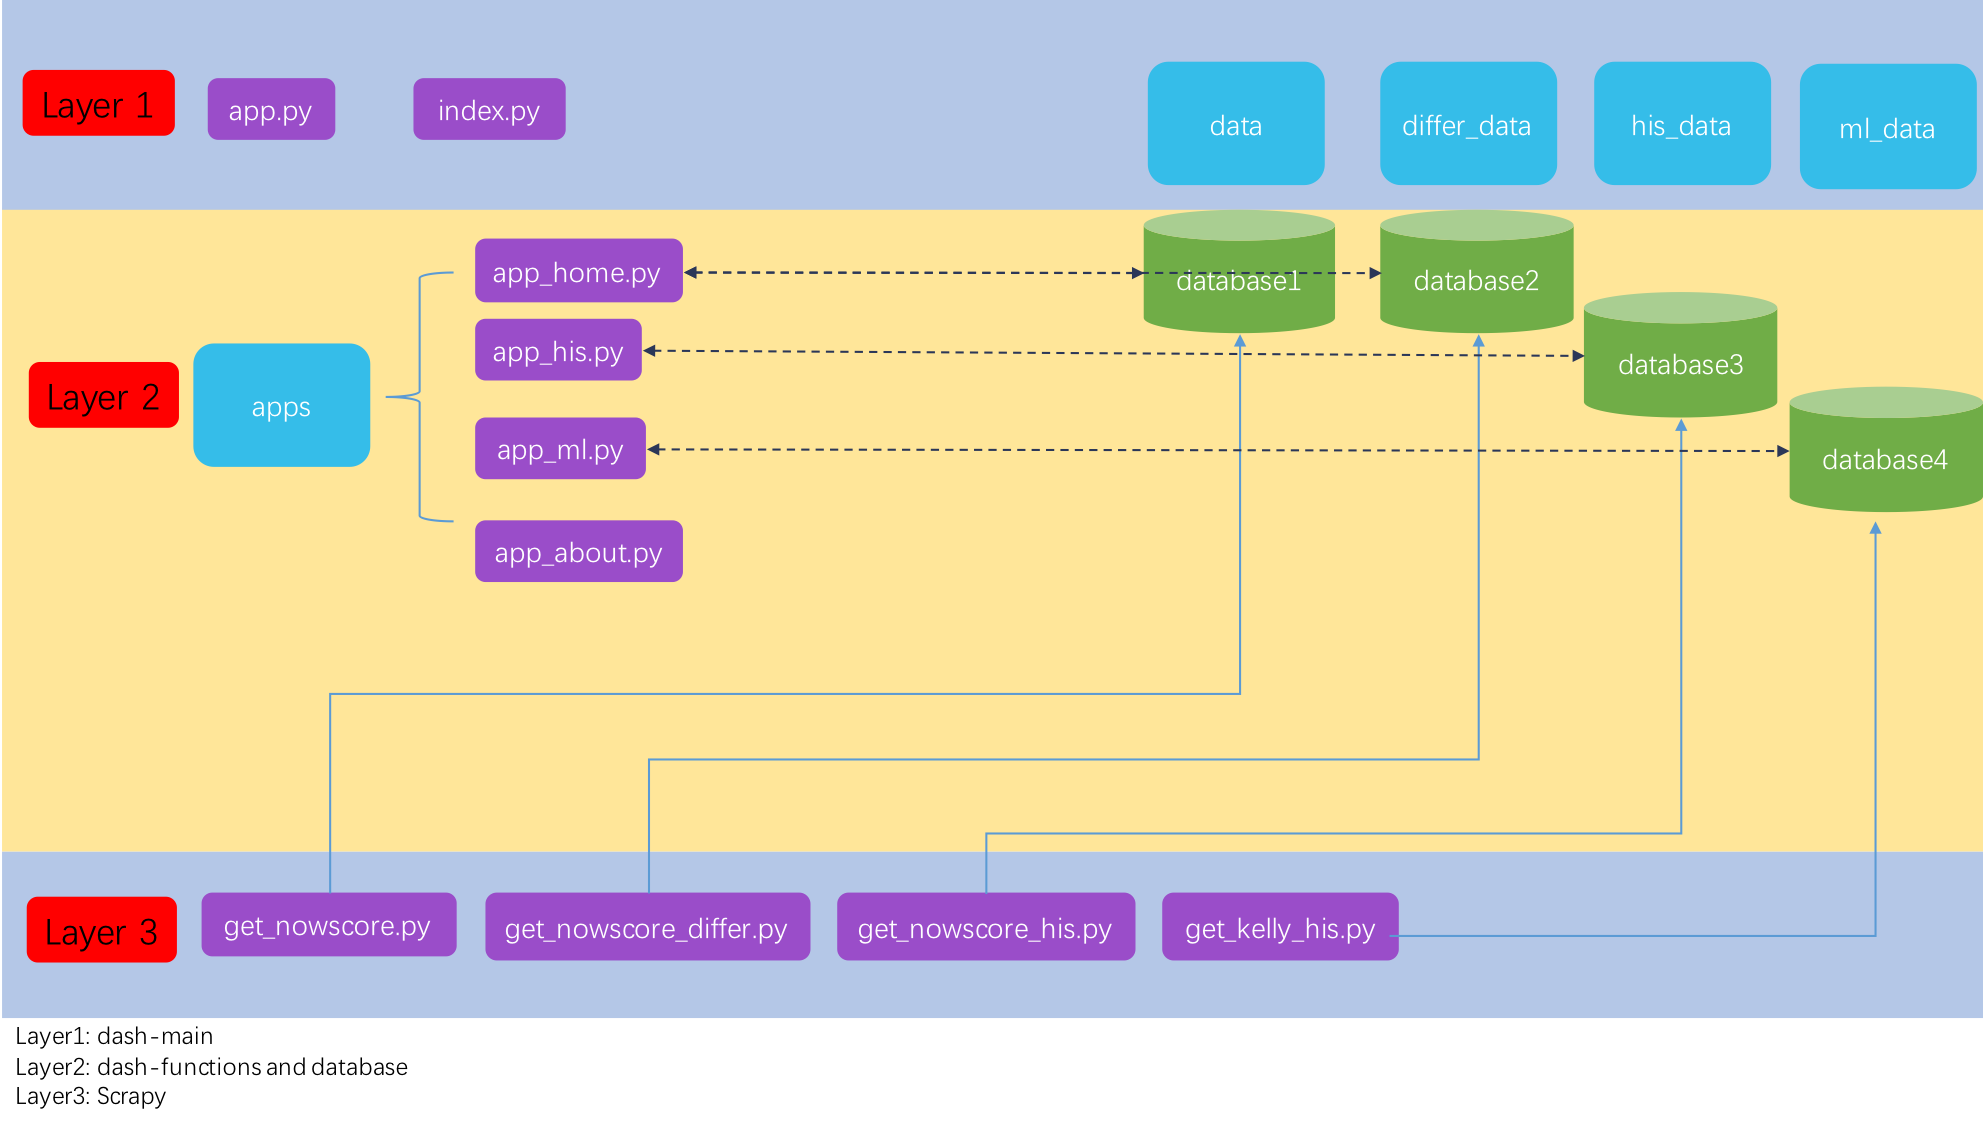 Layer 1
app.py
index.py
data
differ_data
his_data
ml_data
app_home.py
database1
database2
app_his.py
database3
Layer 2
apps
app_ml.py
database4
app_about.py
Layer 3
get_nowscore.py
get_nowscore_differ.py
get_nowscore_his.py
get_kelly_his.py
Layer1: dash-main
Layer2: dash-functions and database
Layer3: Scrapy